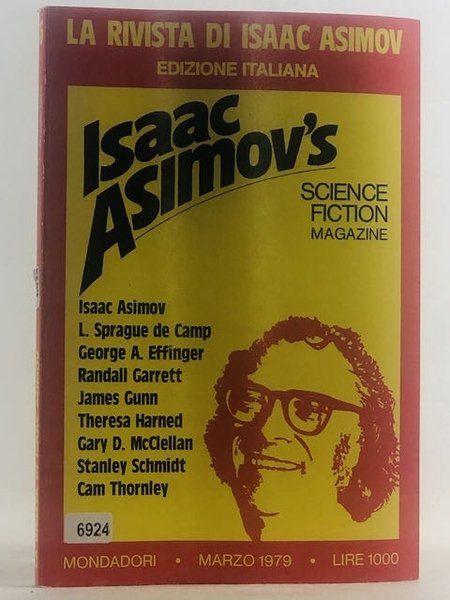 LA RIVISTA DI ISAAC ASIMOV
EDIZIONE ITALIANA
Isaac
Asimov's
SCIENCE
FICTION
MAGAZINE
Isaac Asimov
L. Sprague de Camp
George A. Effinger
Randall Garrett
James Gunn
Theresa Harned
Gary D. McClellan
Stanley Schmidt
Cam Thornley
6924
MONDADORI • MARZO 1979 • LIRE 1000